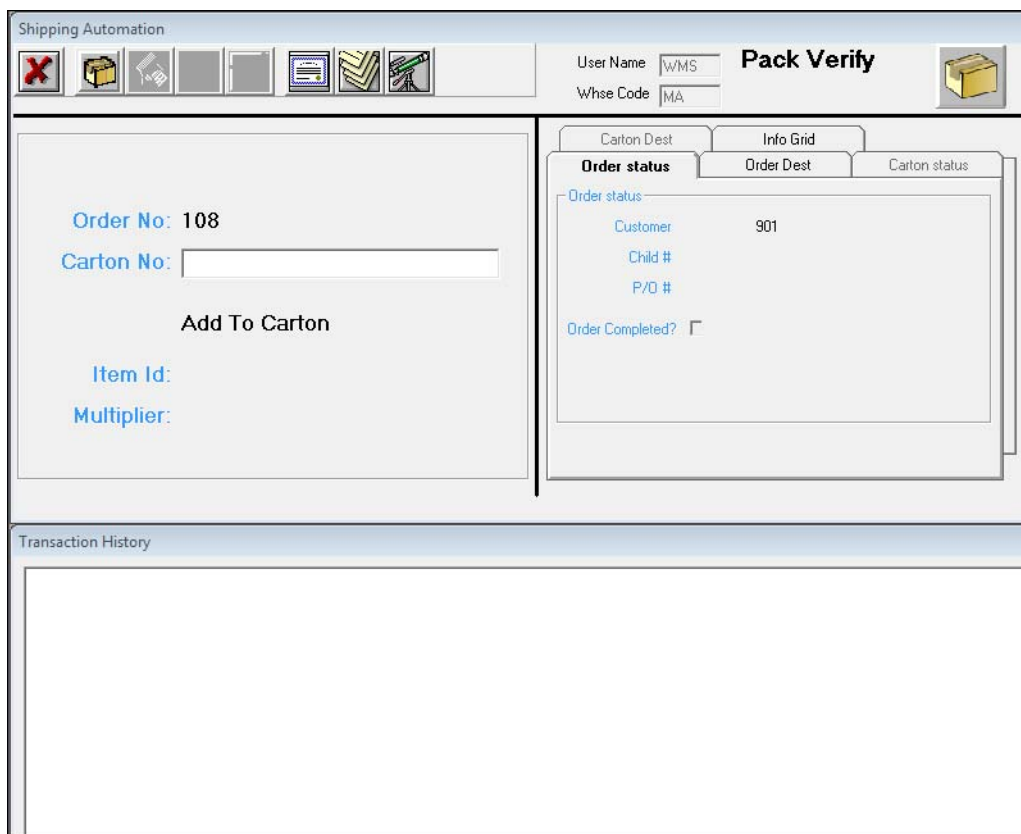 Shipping Automation
User Name WMS
Pack Verify
Whse Code MA
Order No: 108
Carton No:
Add To Carton
Item Id:
Multiplier:
Carton Dest Info Grid
Order status Order Dest Carton status
Order status
Customer 901
Child #
P/O #
Order Completed?
Transaction History